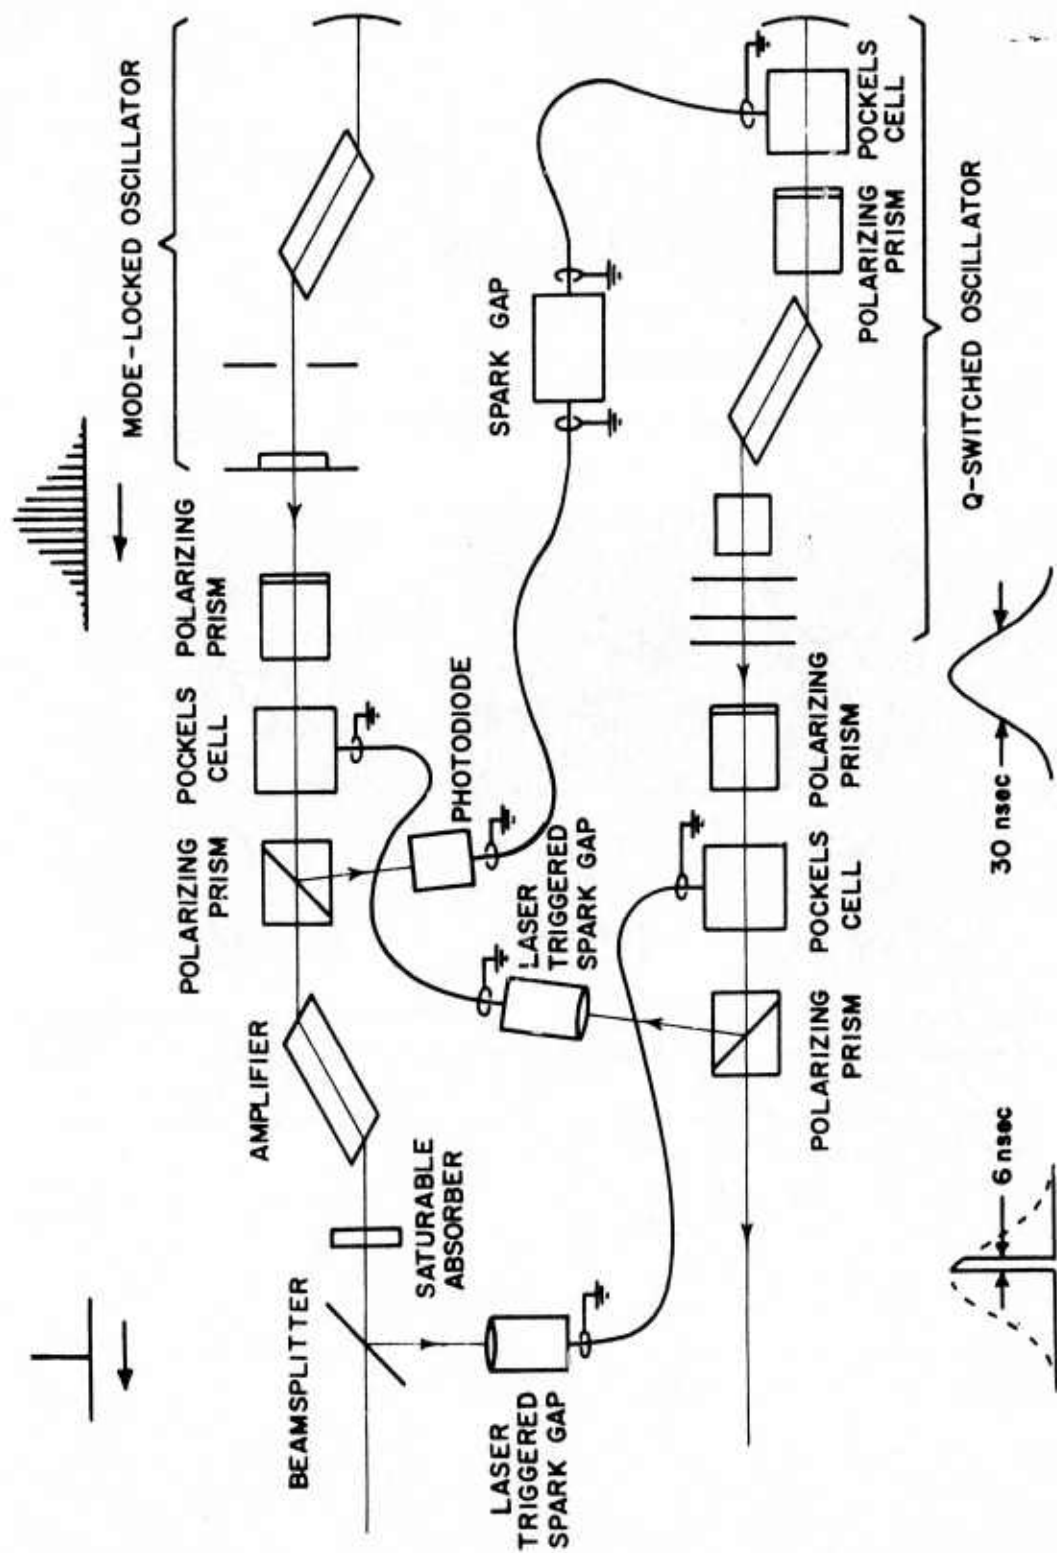 MODE-LOCKED OSCILLATOR
POLARIZING
PRISM
POCKELS
CELL
POLARIZING
PRISM
AMPLIFIER
SATURABLE
ABSORBER
BEAMSPLITTER
LASER
TRIGGERED
SPARK GAP
PHOTODIODE
LASER
TRIGGERED
SPARK GAP
SPARK GAP
POCKELS
CELL
POLARIZING
PRISM
Q-SWITCHED OSCILLATOR
POLARIZING
PRISM
POCKELS
CELL
POLARIZING
PRISM
30 nsec
6 nsec